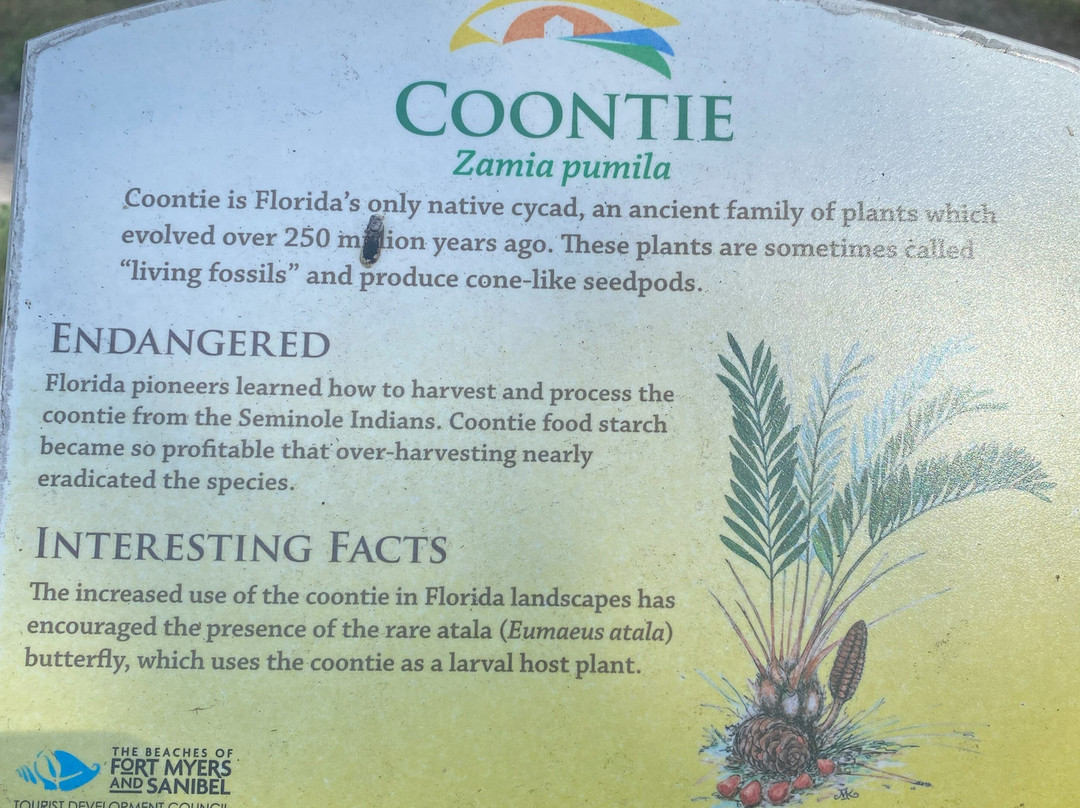 COONTIE
Zamia pumila
Coontie is Florida's only native cycad, an ancient family of plants which
evolved over 250 million years ago. These plants are sometimes called
“living fossils” and produce cone-like seedpods.
ENDANGERED
Florida pioneers learned how to harvest and process the
coontie from the Seminole Indians. Coontie food starch
became so profitable that over-harvesting nearly
eradicated the species.
INTERESTING FACTS
The increased use of the coontie in Florida landscapes has
encouraged the presence of the rare atala (Eumaeus atala)
butterfly, which uses the coontie as a larval host plant.
THE BEACHES OF
FORT MYERS
AND SANIBEL
TOURIST DEVELOPMENT COUNCIL